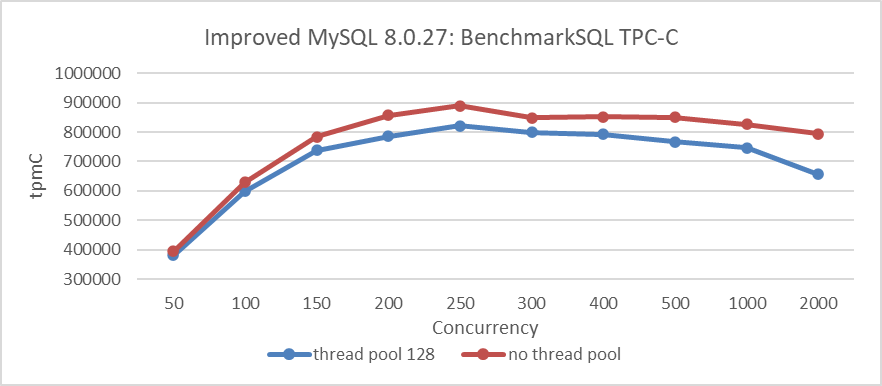 Improved MySQL 8.0.27: BenchmarkSQL TPC-C
1000000
900000
800000
700000
600000
500000
400000
300000
tpmC
50 100 150 200 250 300 400 500 1000 2000
Concurrency
thread pool 128 no thread pool